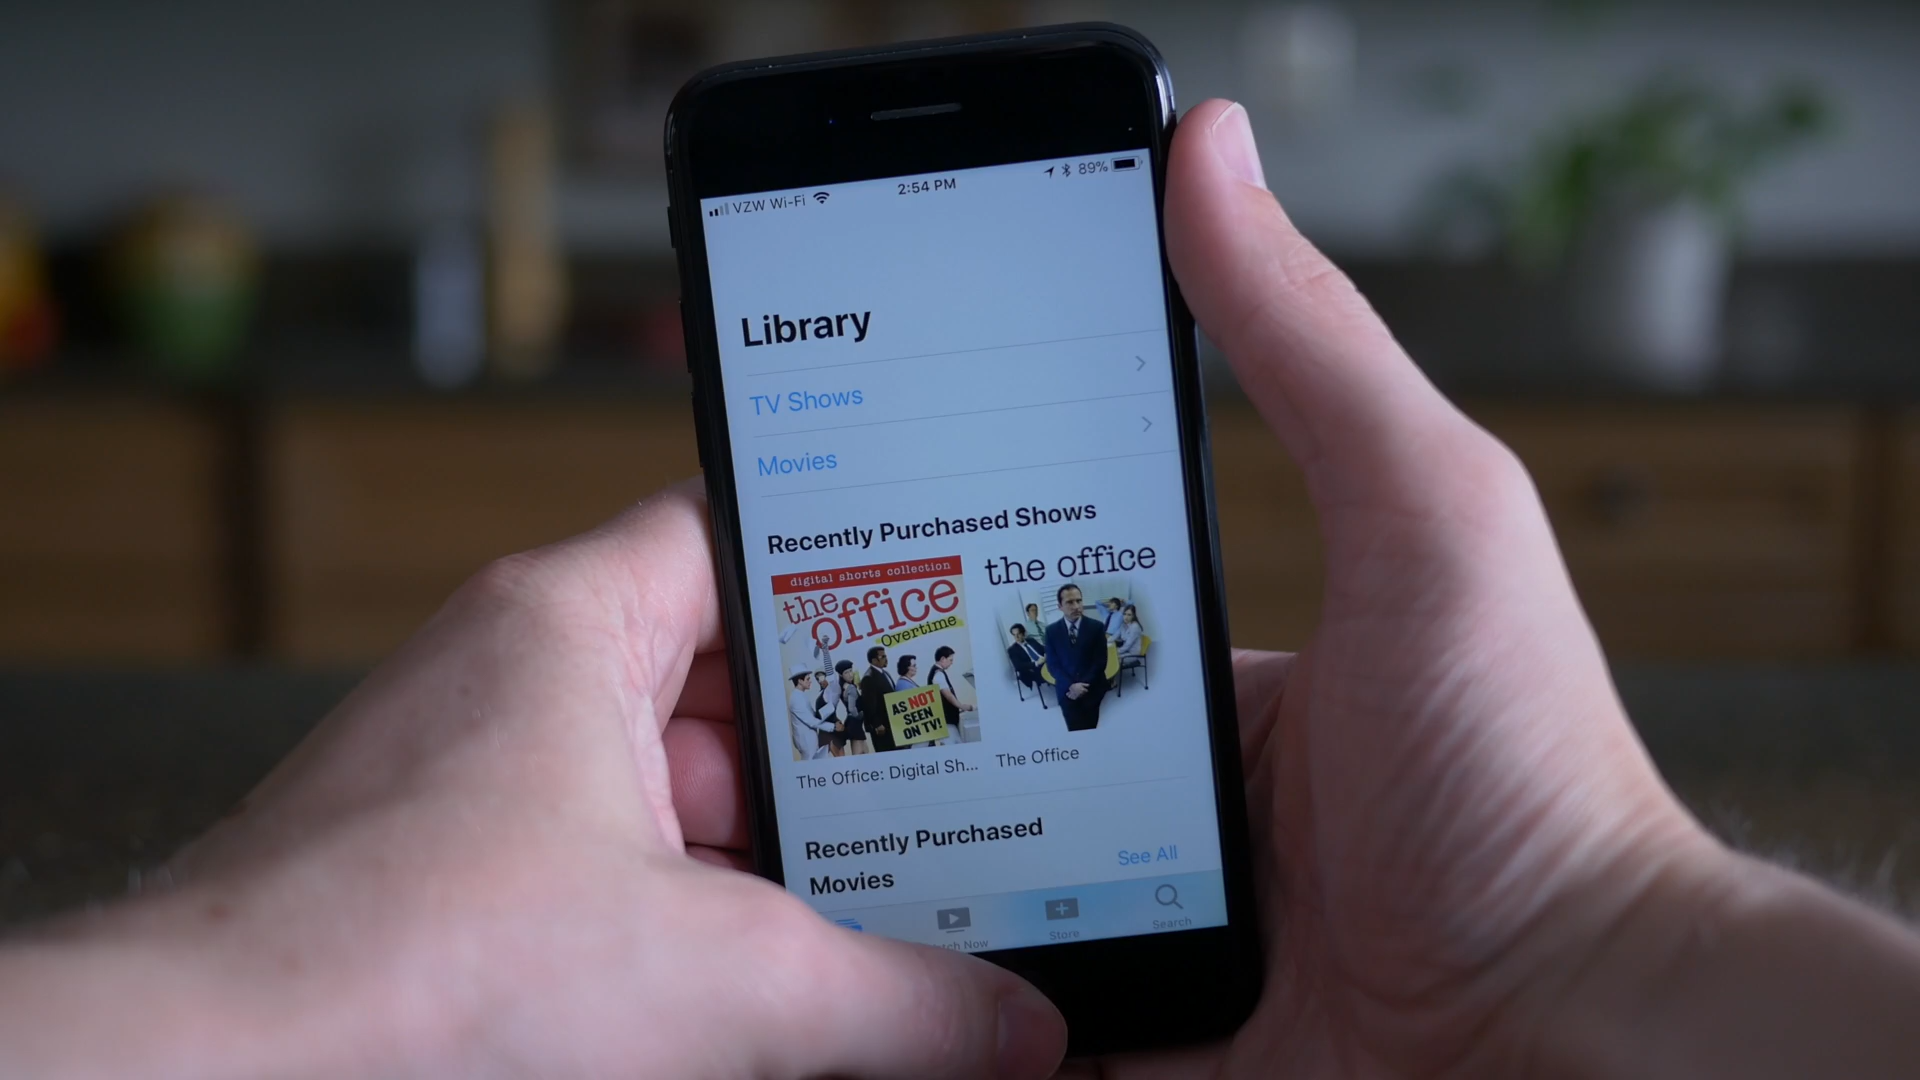 VZW Wi-Fi
2:54 PM
89%
Library
TV Shows
Movies
Recently Purchased Shows
digital shorts collection
the office
Overtime
AS NOT
SEEN
ON TV!
The Office: Digital Sh...
the office
The Office
Recently Purchased
Movies
See All
Now
Store
Search